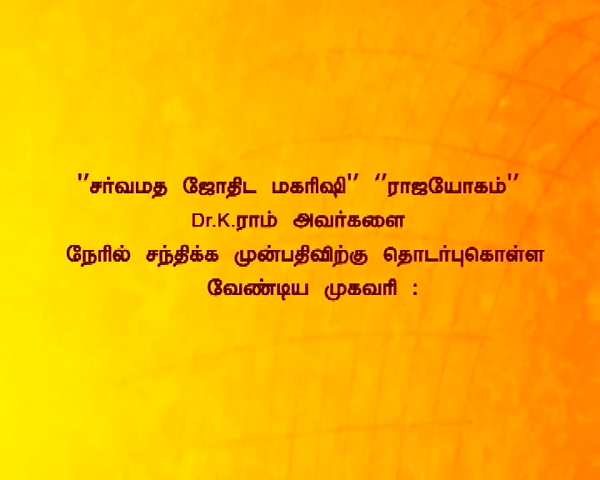 "சர்வமத ஜோதிட மகரிஷி" "ராஜயோகம்"
Dr.K.ராம் அவர்களை
நேரில் சந்திக்க முன்பதிவிற்கு தொடர்புகொள்ள
வேண்டிய முகவரி :